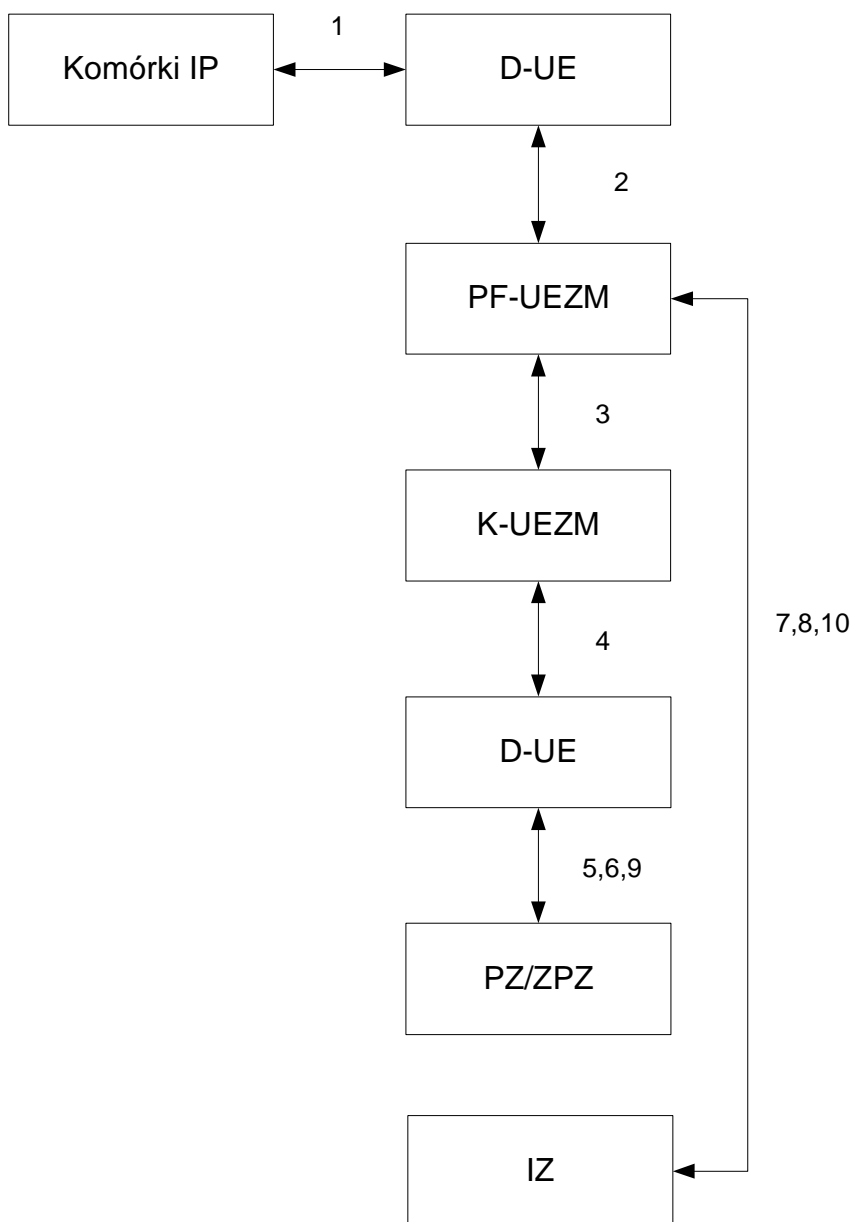 1
Komórki IP
D-UE
2
PF-UEZM
3
K-UEZM
7,8,10
4
D-UE
5,6,9
PZ/ZPZ
IZ